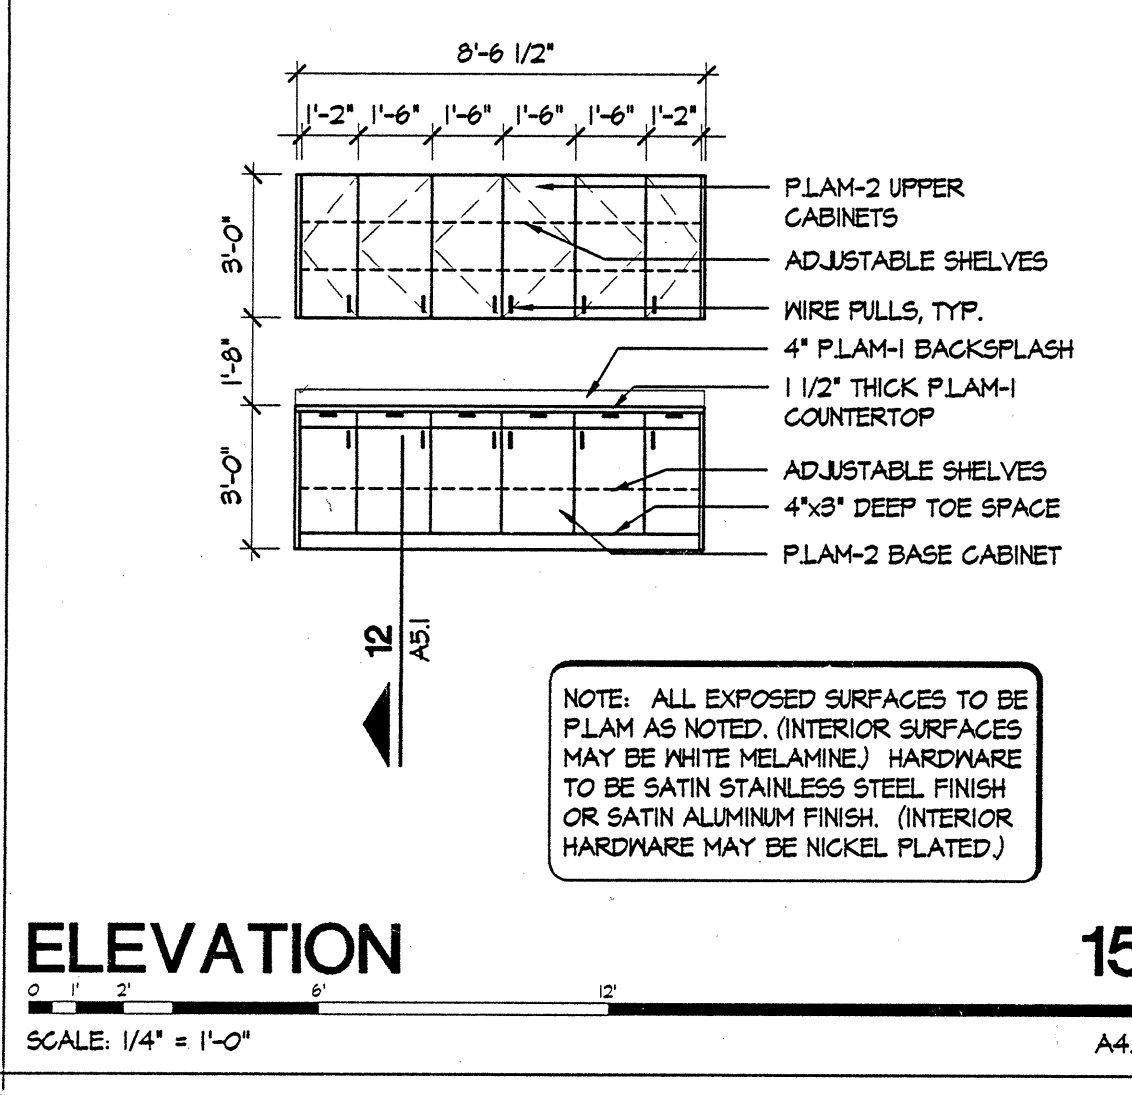 8'-6 1/2"
1'-2" 1'-6" 1'-6" 1'-6" 1'-6" 1'-2"
3'-0"
1'-8"
3'-0"
P.LAM-2 UPPER
CABINETS
ADJUSTABLE SHELVES
WIRE PULLS, TYP.
4" P.LAM-1 BACKSPLASH
1 1/2" THICK P.LAM-1
COUNTERTOP
ADJUSTABLE SHELVES
4"x3" DEEP TOE SPACE
P.LAM-2 BASE CABINET
12
A5.1
NOTE: ALL EXPOSED SURFACES TO BE
P.LAM AS NOTED. (INTERIOR SURFACES
MAY BE WHITE MELAMINE.) HARDWARE
TO BE SATIN STAINLESS STEEL FINISH
OR SATIN ALUMINUM FINISH. (INTERIOR
HARDWARE MAY BE NICKEL PLATED.)
ELEVATION
15
0 1' 2' 6' 12'
SCALE: 1/4" = 1'-0"
A4.